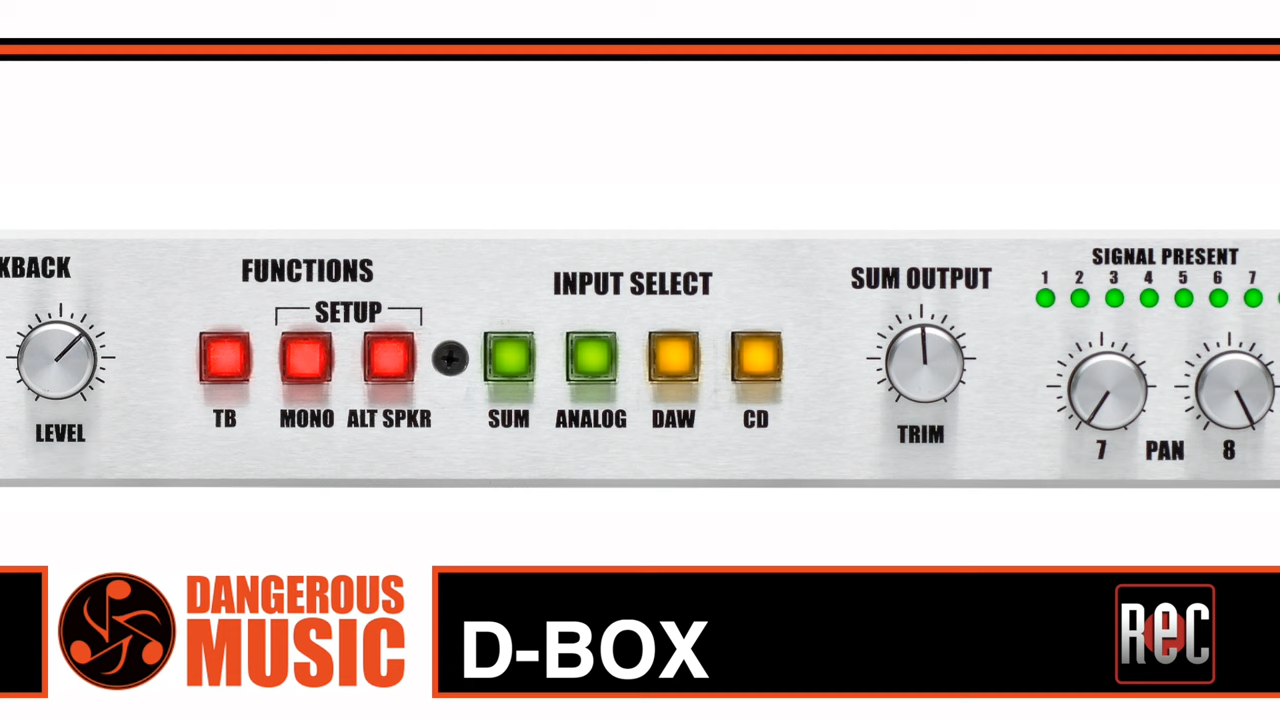 KBACK
LEVEL
FUNCTIONS
SETUP
TB MONO ALT SPKR
INPUT SELECT
SUM ANALOG DAW CD
SUM OUTPUT
TRIM
SIGNAL PRESENT
1 2 3 4 5 6 7
7 PAN 8
DANGEROUS
MUSIC
D-BOX
REC